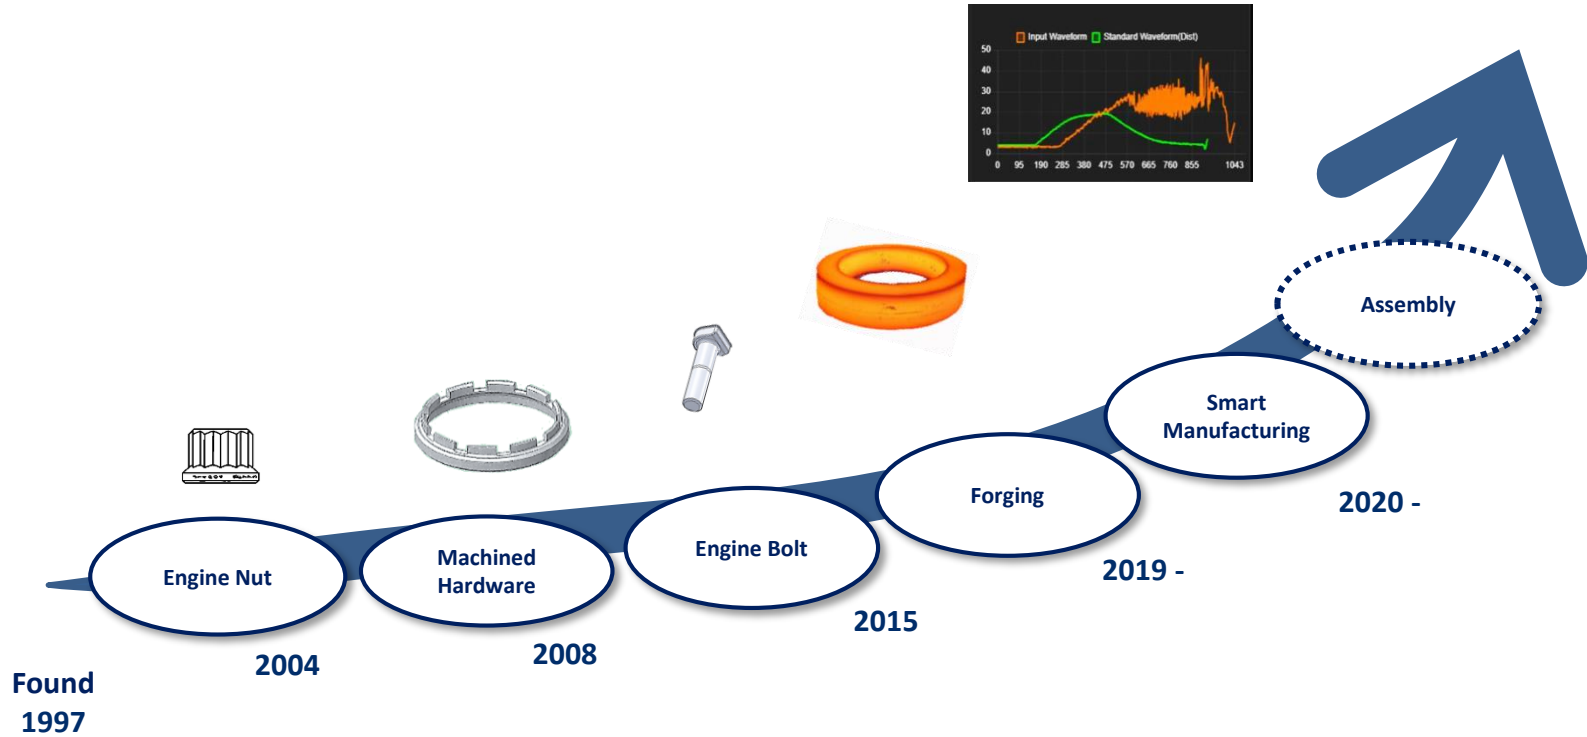 Input Waveform Standard Waveform(Dist)
50
40
30
20
10
0
0 95 190 285 380 475 570 665 760 855 1043
Assembly
Smart
Manufacturing
2020 -
Forging
2019 -
Engine Bolt
2015
Machined
Hardware
2008
Engine Nut
2004
Found
1997